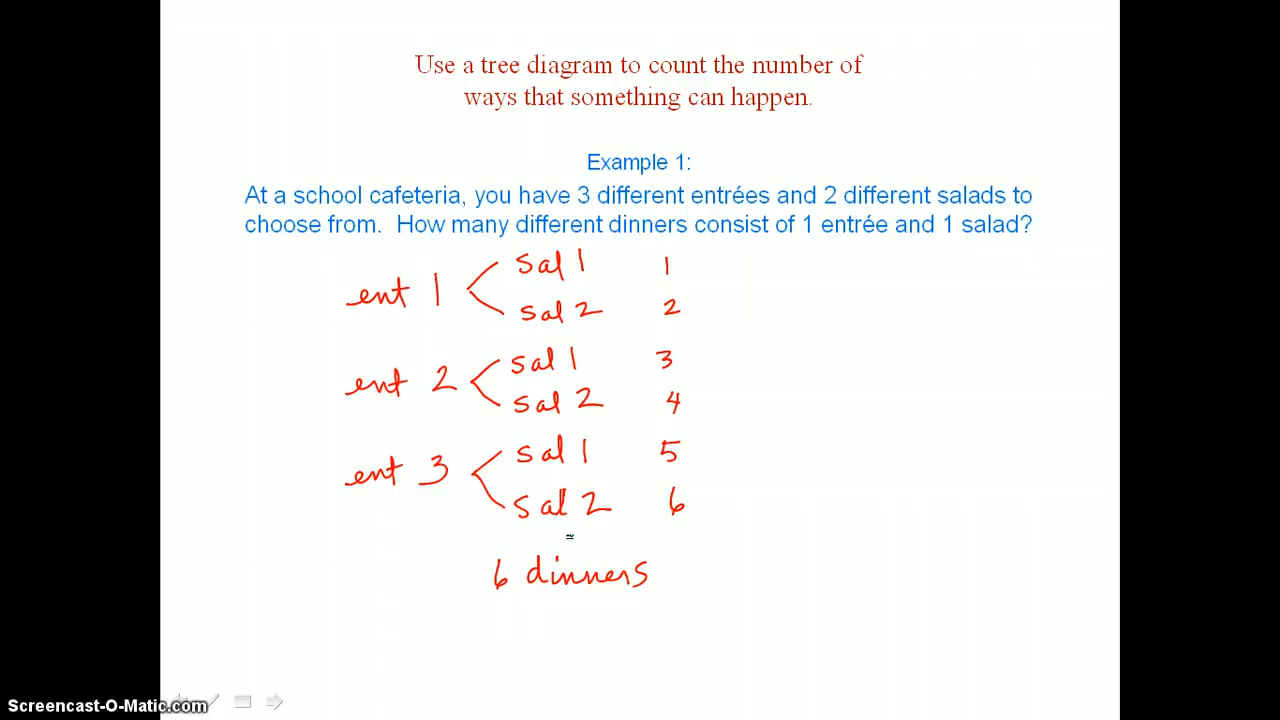 Use a tree diagram to count the number of
ways that something can happen.
Example 1:
At a school cafeteria, you have 3 different entrées and 2 different salads to
choose from. How many different dinners consist of 1 entrée and 1 salad?
sal 1 1
ent 1
sal 2 2
sal 1 3
ent 2
sal 2 4
sal 1 5
ent 3
sal 2 6
6 dinners
Screencast-O-Matic.com